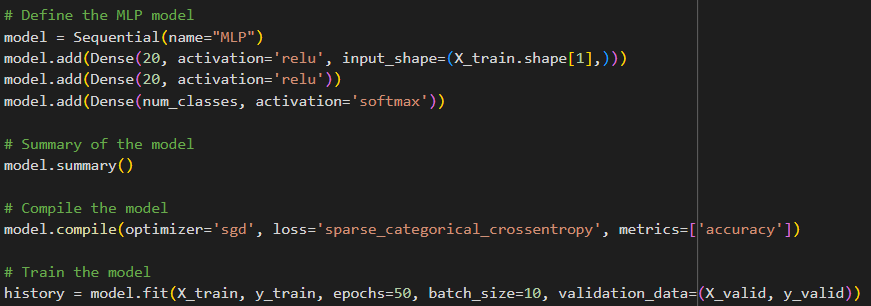 # Define the MLP model
model = Sequential(name="MLP")
model.add(Dense(20, activation='relu', input_shape=(X_train.shape[1],)))
model.add(Dense(20, activation='relu'))
model.add(Dense(num_classes, activation='softmax'))
# Summary of the model
model.summary()
# Compile the model
model.compile(optimizer='sgd', loss='sparse_categorical_crossentropy', metrics=['accuracy'])
# Train the model
history = model.fit(X_train, y_train, epochs=50, batch_size=10, validation_data=(X_valid, y_valid))